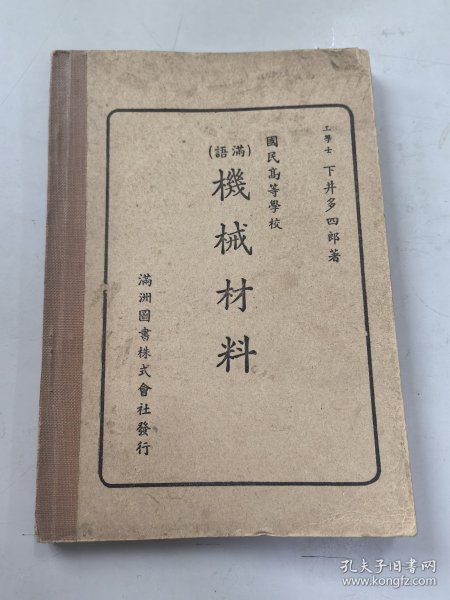 工學士 下井多四郎著
國民高等學校
(滿語)
機械材料
滿洲圖書株式會社發行
孔夫子旧书网
www.kongfz.com